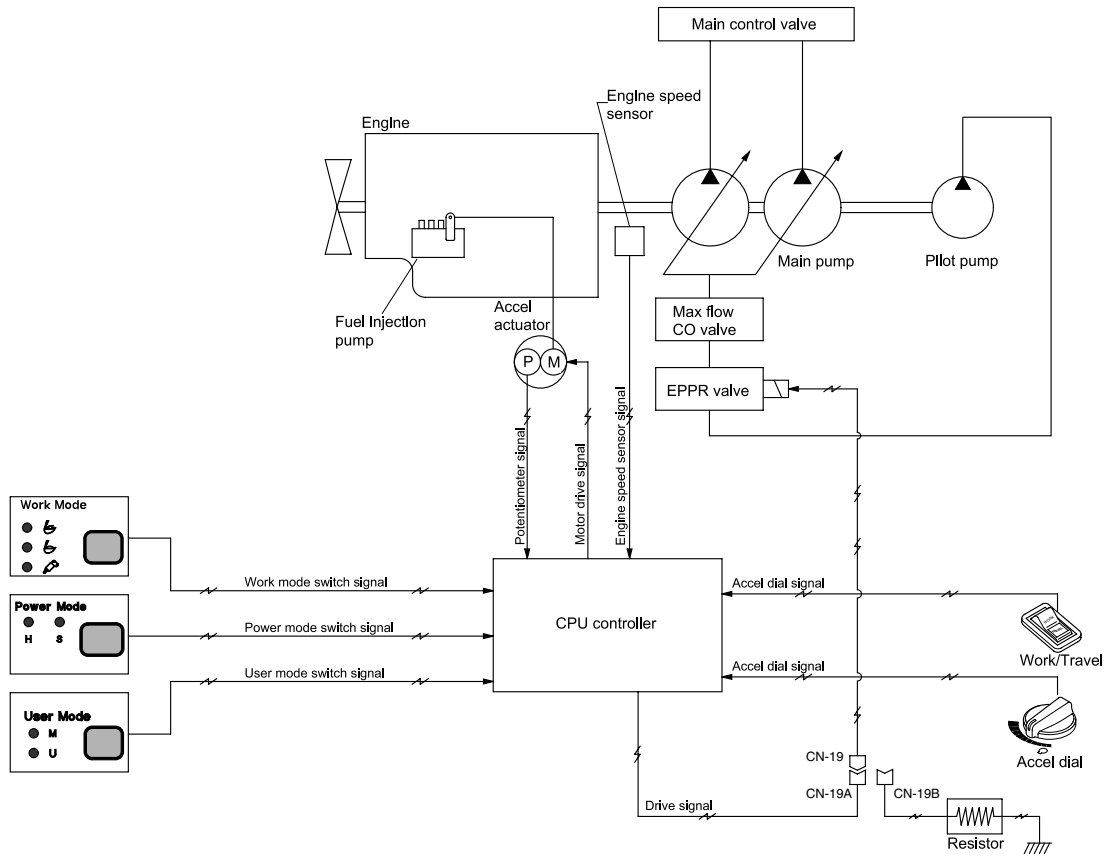 Main control valve
Engine speed
sensor
Engine
Main pump
Pilot pump
Fuel Injection
pump
Accel
actuator
Max flow
CO valve
P
M
EPPR valve
Potentiometer signal
Motor drive signal
Engine speed sensor signal
Work Mode
Work mode switch signal
Accel dial signal
Power Mode
H
S
Power mode switch signal
CPU controller
Work/Travel
User mode switch signal
Accel dial signal
User Mode
M
U
CN-19
Accel dial
CN-19A
CN-19B
Drive signal
Resistor